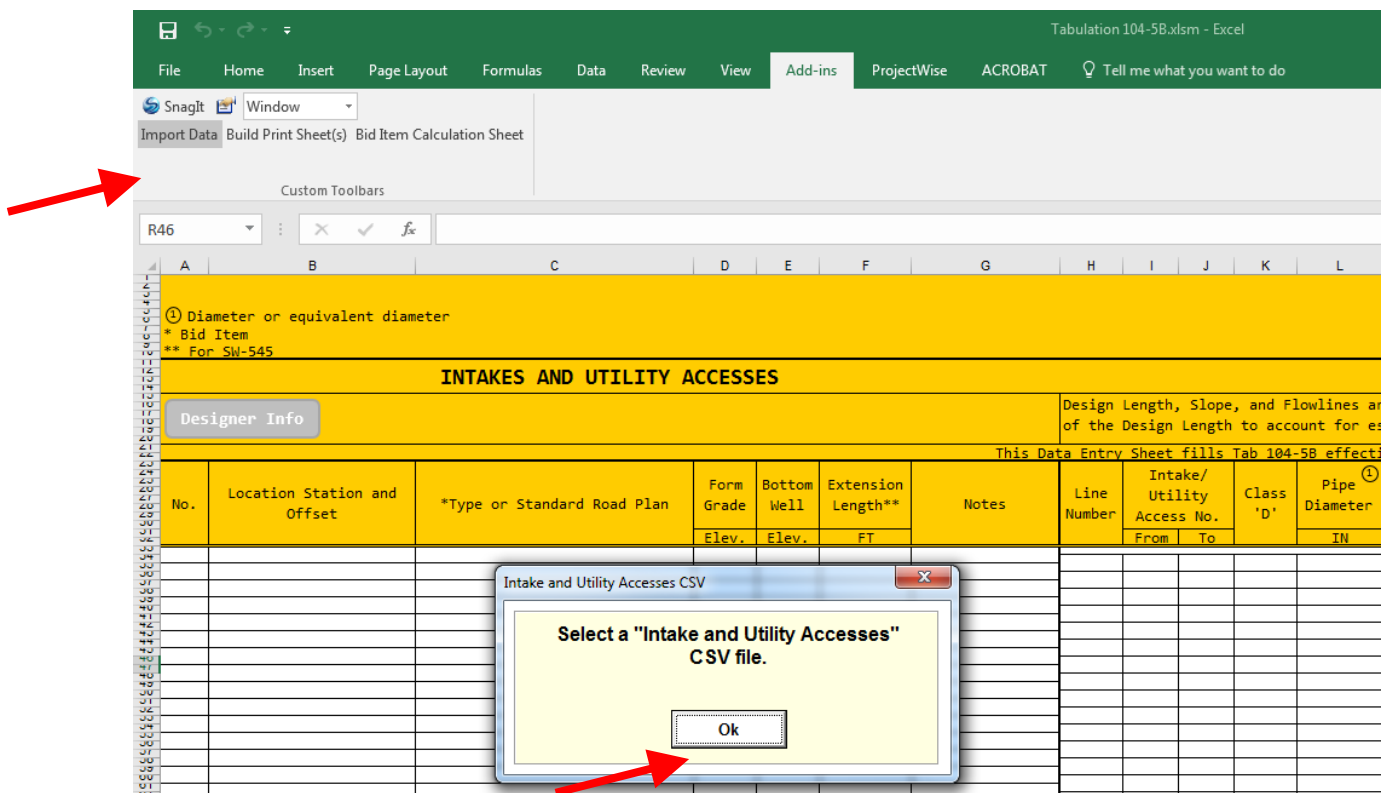 Tabulation 104-5B.xlsm - Excel
File Home Insert Page Layout Formulas Data Review View Add-ins ProjectWise ACROBAT Tell me what you want to do
SnagIt Window
Import Data Build Print Sheet(s) Bid Item Calculation Sheet
Custom Toolbars
R46 fx
A B C D E F G H I J K L
① Diameter or equivalent diameter
* Bid Item
** For SW-545
INTAKES AND UTILITY ACCESSES
Designer Info
Design Length, Slope, and Flowlines
of the Design Length to account for
This Data Entry Sheet fills Tab 104-5B
No.
Location Station and
Offset
*Type or Standard Road Plan
Form
Grade
Elev.
Bottom
Well
Elev.
Extension
Length**
FT
Notes
Line
Number
Intake/
Utility
Access No.
From To
Class
'D'
Pipe ①
Diameter
IN
Intake and Utility Accesses CSV
Select a "Intake and Utility Accesses"
CSV file.
Ok